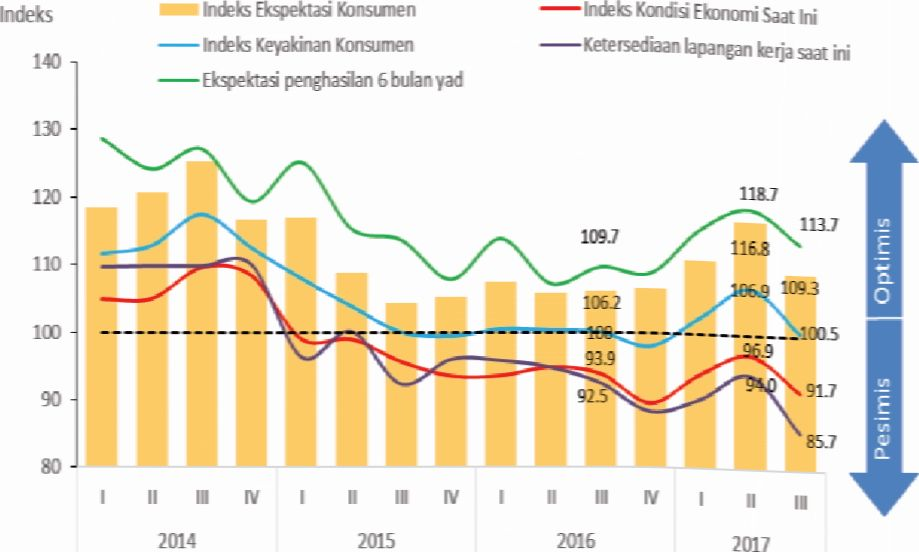 Indeks
Indeks Ekspektasi Konsumen
Indeks Kondisi Ekonomi Saat Ini
Indeks Keyakinan Konsumen
Ketersediaan lapangan kerja saat ini
Ekspektasi penghasilan 6 bulan yad
140
130
120
110
100
90
80
118.7
113.7
109.7
116.8
106.9
109.3
106.2
100
100.5
93.9
96.9
92.5
94.0
91.7
85.7
Optimis
Pesimis
I II III IV I II III IV I II III IV I II III
2014 2015 2016 2017